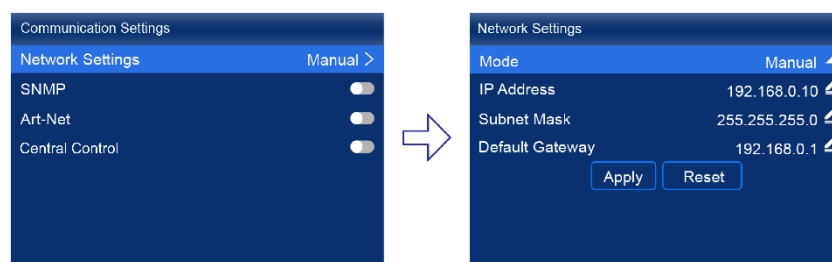 Communication Settings
Network Settings Manual >
SNMP
Art-Net
Central Control
Network Settings
Mode Manual
IP Address 192.168.0.10
Subnet Mask 255.255.255.0
Default Gateway 192.168.0.1
Apply Reset